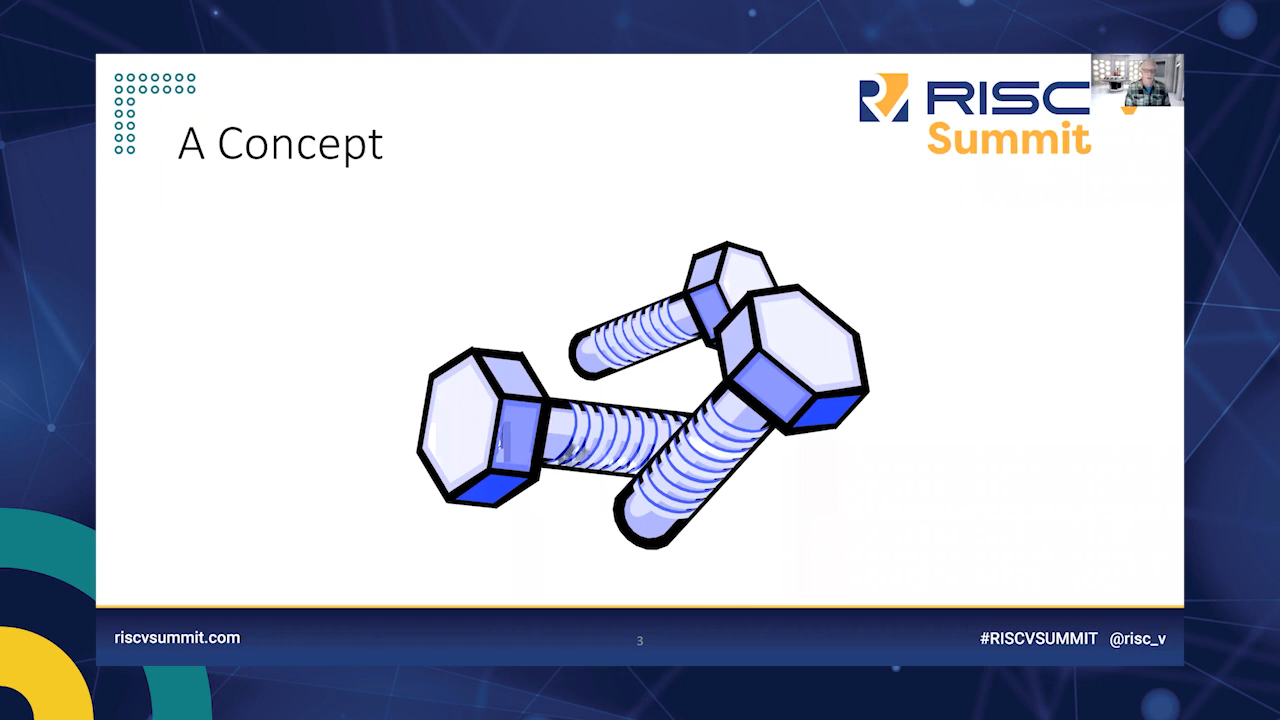 RISC
Summit
A Concept
riscvsummit.com
3
#RISCVSUMMIT @risc_v